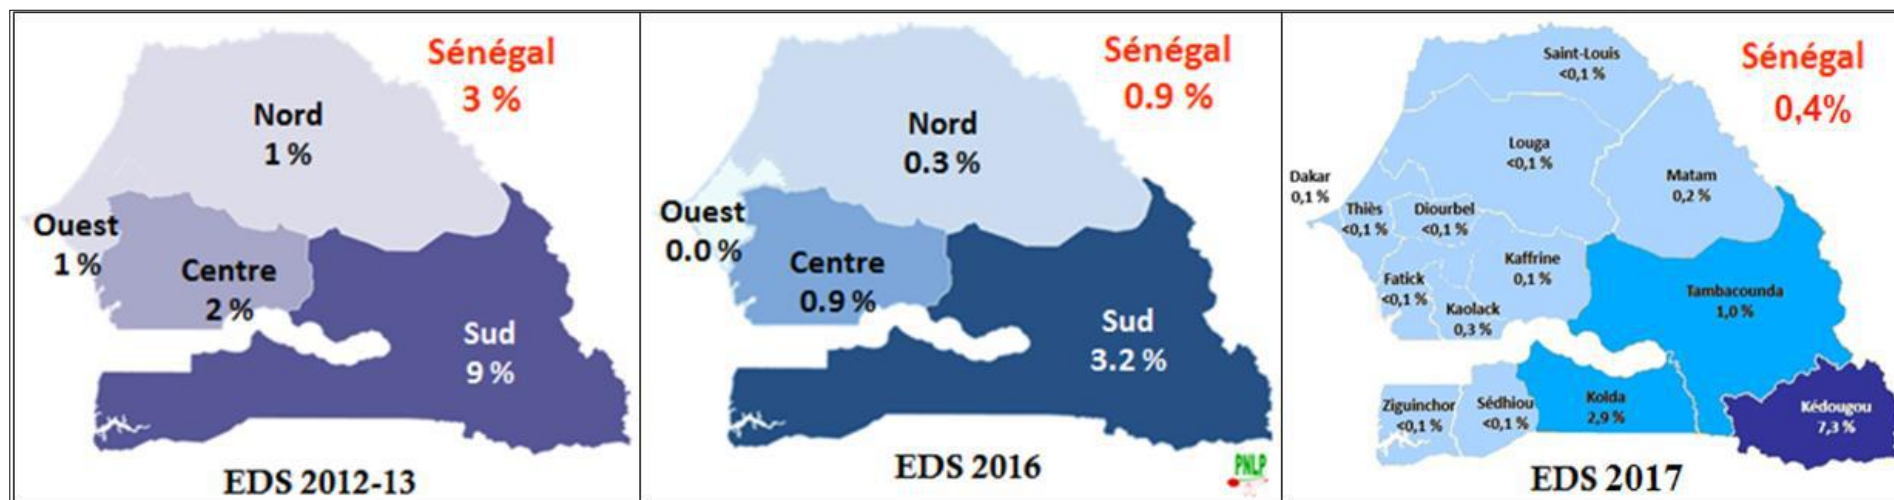 Sénégal
3 %
Nord
1 %
Ouest
1 %
Centre
2 %
Sud
9 %
EDS 2012-13
Sénégal
0.9 %
Nord
0.3 %
Ouest
0.0 %
Centre
0.9 %
Sud
3.2 %
EDS 2016
PNLP
Sénégal
0,4%
Saint-Louis
<0,1 %
Louga
<0,1 %
Matam
0,2 %
Dakar
0,1 %
Thiès
<0,1 %
Diourbel
<0,1 %
Kaffrine
0,1 %
Fatick
<0,1 %
Kaolack
0,3 %
Tambacounda
1,0 %
Ziguinchor
<0,1 %
Sédhiou
<0,1 %
Kolda
2,9 %
Kédougou
7,3 %
EDS 2017